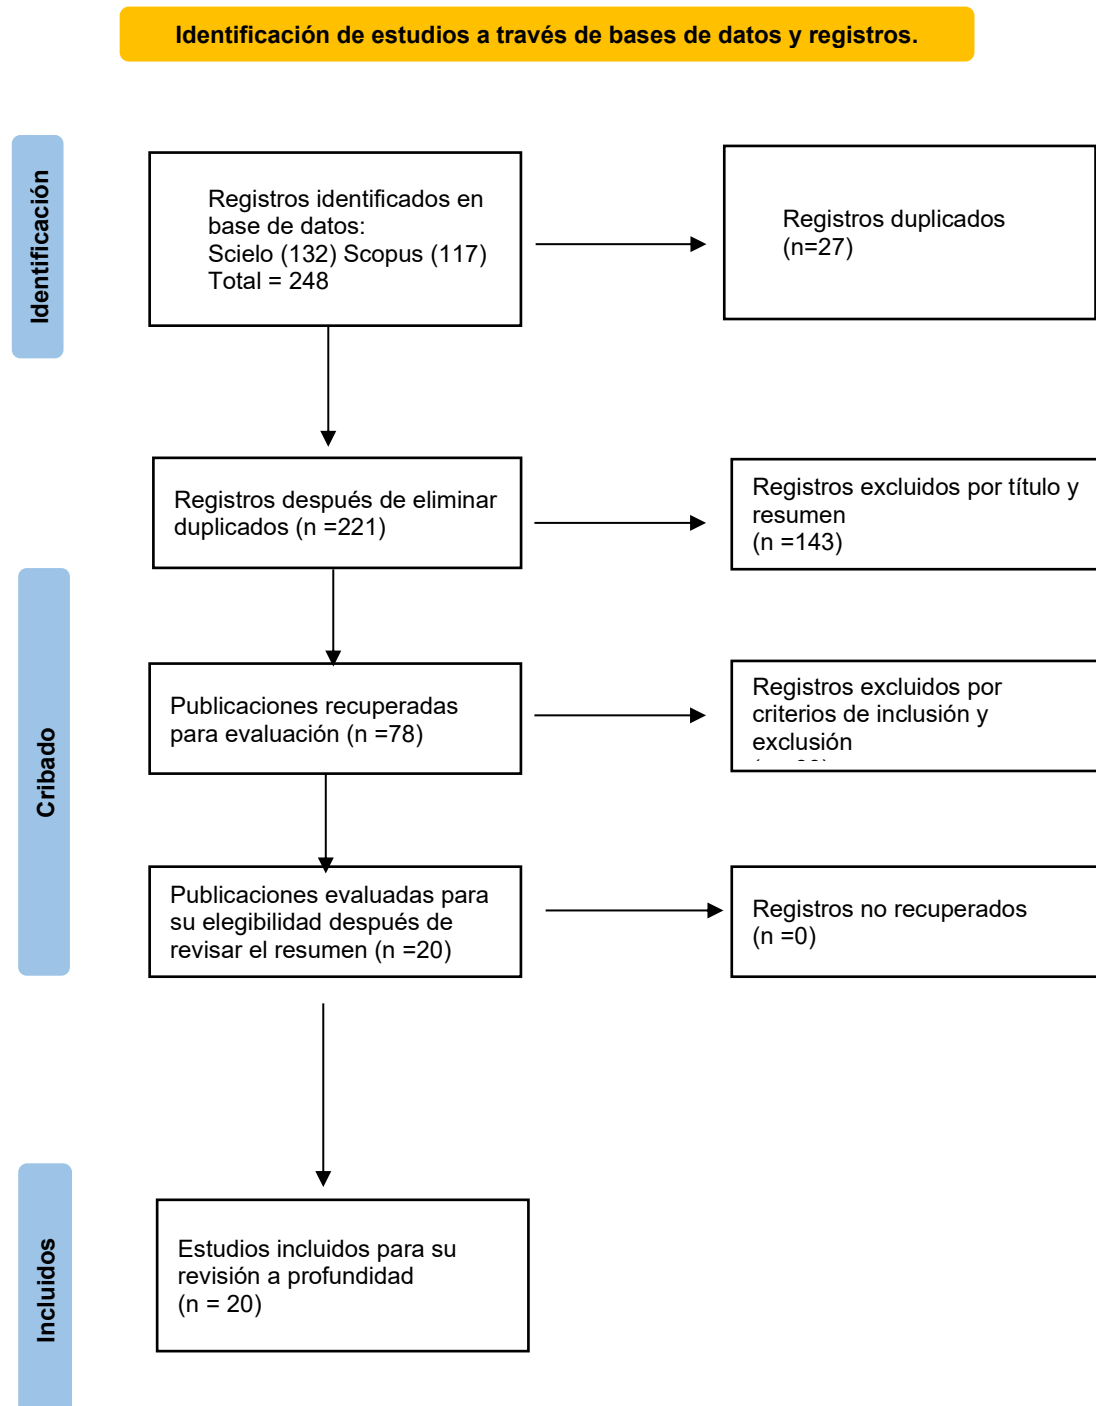 Identificación de estudios a través de bases de datos y registros.
Identificación
Registros identificados en
base de datos:
Scielo (132) Scopus (117)
Total = 248
Registros duplicados
(n=27)
Registros después de eliminar
duplicados (n =221)
Registros excluidos por título y
resumen
(n =143)
Cribado
Publicaciones recuperadas
para evaluación (n =78)
Registros excluidos por
criterios de inclusión y
exclusión
Publicaciones evaluadas para
su elegibilidad después de
revisar el resumen (n =20)
Registros no recuperados
(n =0)
Incluidos
Estudios incluidos para su
revisión a profundidad
(n = 20)